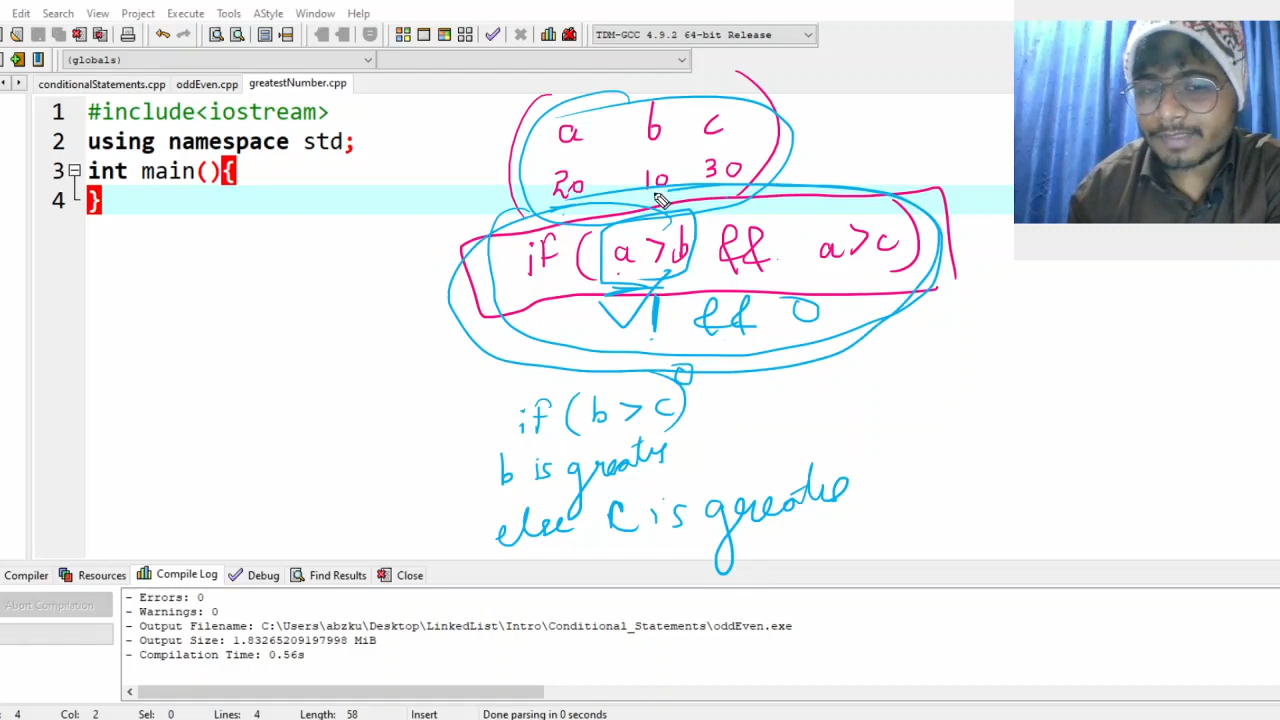 Edit Search View Project Execute Tools AStyle Window Help
TDM-GCC 4.9.2 64-bit Release
(globals)
conditionalStatements.cpp oddEven.cpp greatestNumber.cpp
1 #include<iostream>
2 using namespace std;
3 int main(){
4 }
a b c
20 10 30
if (a>b && a>c)
1 && 0
0
if (b > c)
b is
else c is
Compiler Resources Compile Log Debug Find Results Close
Abort Compilation
- Errors: 0
- Warnings: 0
- Output Filename: C:\Users\abzku\Desktop\LinkedList\Intro\Conditional_Statements\oddEven.exe
- Output Size: 1.83265209197998 MiB
- Compilation Time: 0.56s
4 Col: 2 Sel: 0 Lines: 4 Length: 58 Insert Done parsing in 0 seconds